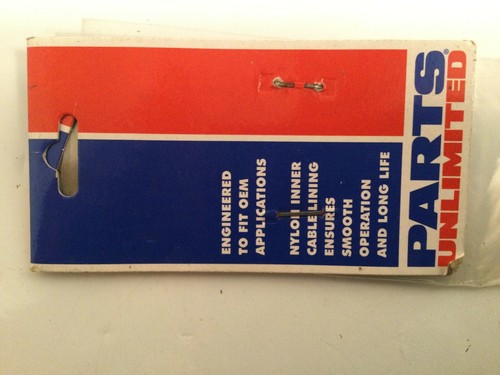 PARTS®
UNLIMITED
ENGINEERED
TO FIT OEM
APPLICATIONS
NYLON INNER
CABLE LINING
ENSURES
SMOOTH
OPERATION
AND LONG LIFE